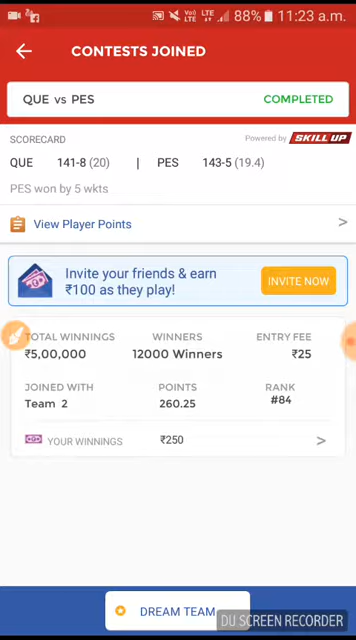 Vo)) LTE LTE 88% 11:23 a.m.
CONTESTS JOINED
QUE vs PES COMPLETED
SCORECARD Powered by SKILL UP
QUE 141-8 (20) | PES 143-5 (19.4)
PES won by 5 wkts
View Player Points >
Invite your friends & earn
₹100 as they play!
INVITE NOW
TOTAL WINNINGS WINNERS ENTRY FEE
₹5,00,000 12000 Winners ₹25
JOINED WITH POINTS RANK
Team 2 260.25 #84
YOUR WINNINGS ₹250 >
DREAM TEAM
DU SCREEN RECORDER